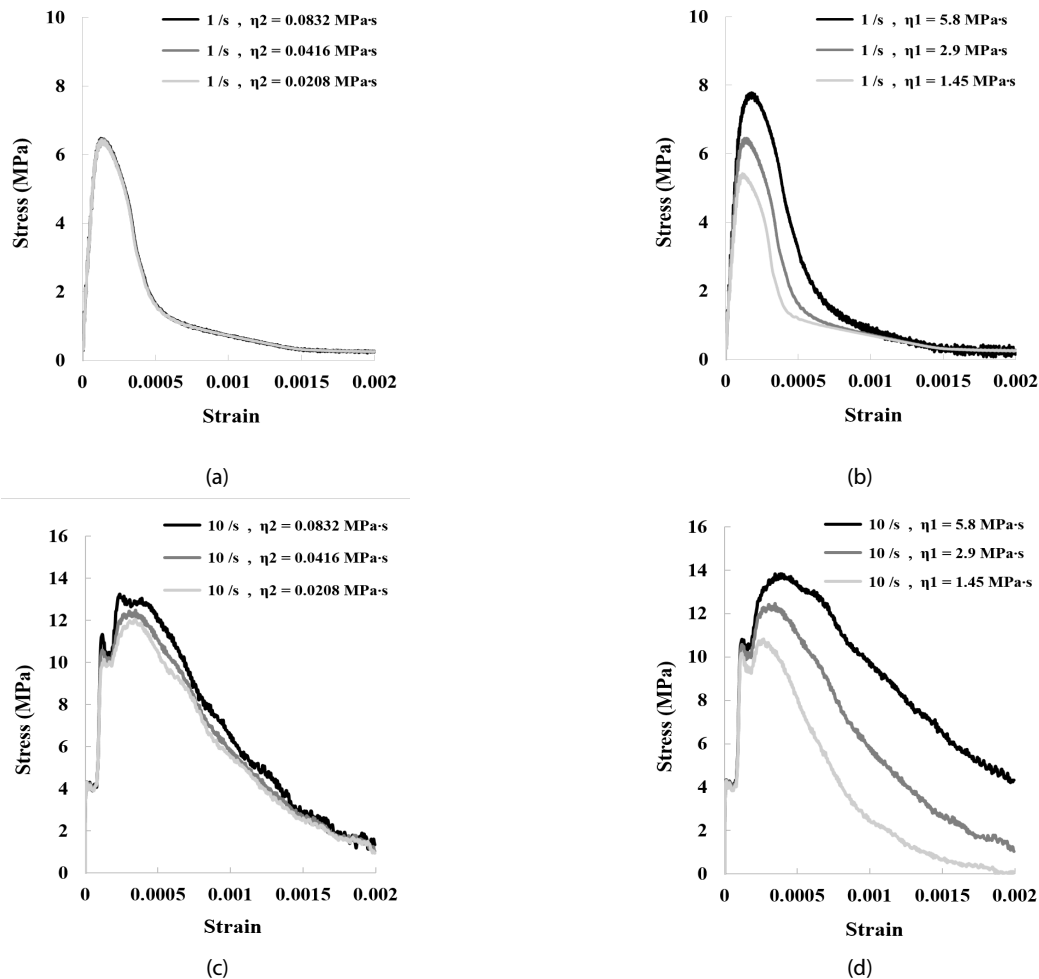 10
1 /s , η2 = 0.0832 MPa·s
1 /s , η2 = 0.0416 MPa·s
1 /s , η2 = 0.0208 MPa·s
8
6
4
2
0
Stress (MPa)
0 0.0005 0.001 0.0015 0.002
Strain
(a)
10
1 /s , η1 = 5.8 MPa·s
1 /s , η1 = 2.9 MPa·s
1 /s , η1 = 1.45 MPa·s
8
6
4
2
0
Stress (MPa)
0 0.0005 0.001 0.0015 0.002
Strain
(b)
16
10 /s , η2 = 0.0832 MPa·s
10 /s , η2 = 0.0416 MPa·s
10 /s , η2 = 0.0208 MPa·s
14
12
10
8
6
4
2
0
Stress (MPa)
0 0.0005 0.001 0.0015 0.002
Strain
(c)
16
10 /s , η1 = 5.8 MPa·s
10 /s , η1 = 2.9 MPa·s
10 /s , η1 = 1.45 MPa·s
14
12
10
8
6
4
2
0
Stress (MPa)
0 0.0005 0.001 0.0015 0.002
Strain
(d)